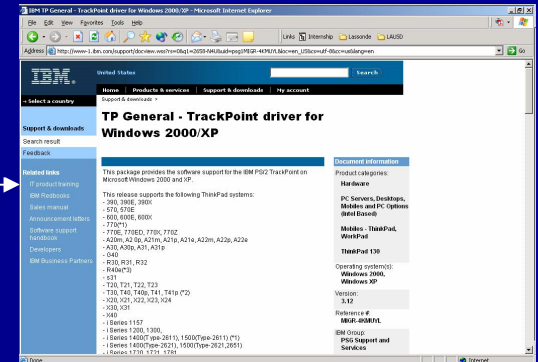 IBM TP General - TrackPoint driver for Windows 2000/XP - Microsoft Internet Explorer
File Edit View Favorites Tools Help
Links Internship Lassonde LAUSD
Address http://www-1.ibm.com/support/docview.wss?rs=0&q1=2658-N4U&uid=psg1MIGR-4KMUYL&loc=en_US&cs=utf-8&cc=us&lang=en
Go
IBM.
United States
Search
Home Products & services Support & downloads My account
Select a country
Support & downloads >
TP General - TrackPoint driver for
Windows 2000/XP
Support & downloads
Search result
Feedback
Related links
IT product training
IBM Redbooks
Sales manual
Announcement letters
Software support
handbook
Developers
IBM Business Partners
This package provides the software support for the IBM PS/2 TrackPoint on
Microsoft Windows 2000 and XP.
This release supports the following ThinkPad systems:
- 390, 390E, 390X
- 570, 570E
- 600, 600E, 600X
- 770(*1)
- 770E, 770ED, 770X, 770Z
- A20m, A2 0p, A21m, A21p, A21e, A22m, A22p, A22e
- A30, A30p, A31, A31p
- G40
- R30, R31, R32
- R40e(*3)
- s31
- T20, T21, T22, T23
- T30, T40, T40p, T41, T41p (*2)
- X20, X21, X22, X23, X24
- X30, X31
- X40
- i Series 1157
- i Series 1200, 1300,
- i Series 1400(Type-2611), 1500(Type-2611) (*1)
- i Series 1400(Type-2621), 1500(Type-2621,2651)
- i Series 1720, 1721, 1781
Document information
Product categories:
Hardware
PC Servers, Desktops,
Mobiles and PC Options
(Intel Based)
Mobiles - ThinkPad,
WorkPad
ThinkPad 130
Operating system(s):
Windows 2000,
Windows XP
Version:
3.12
Reference #:
MIGR-4KMUYL
IBM Group:
PSG Support and
Services
Done
Internet